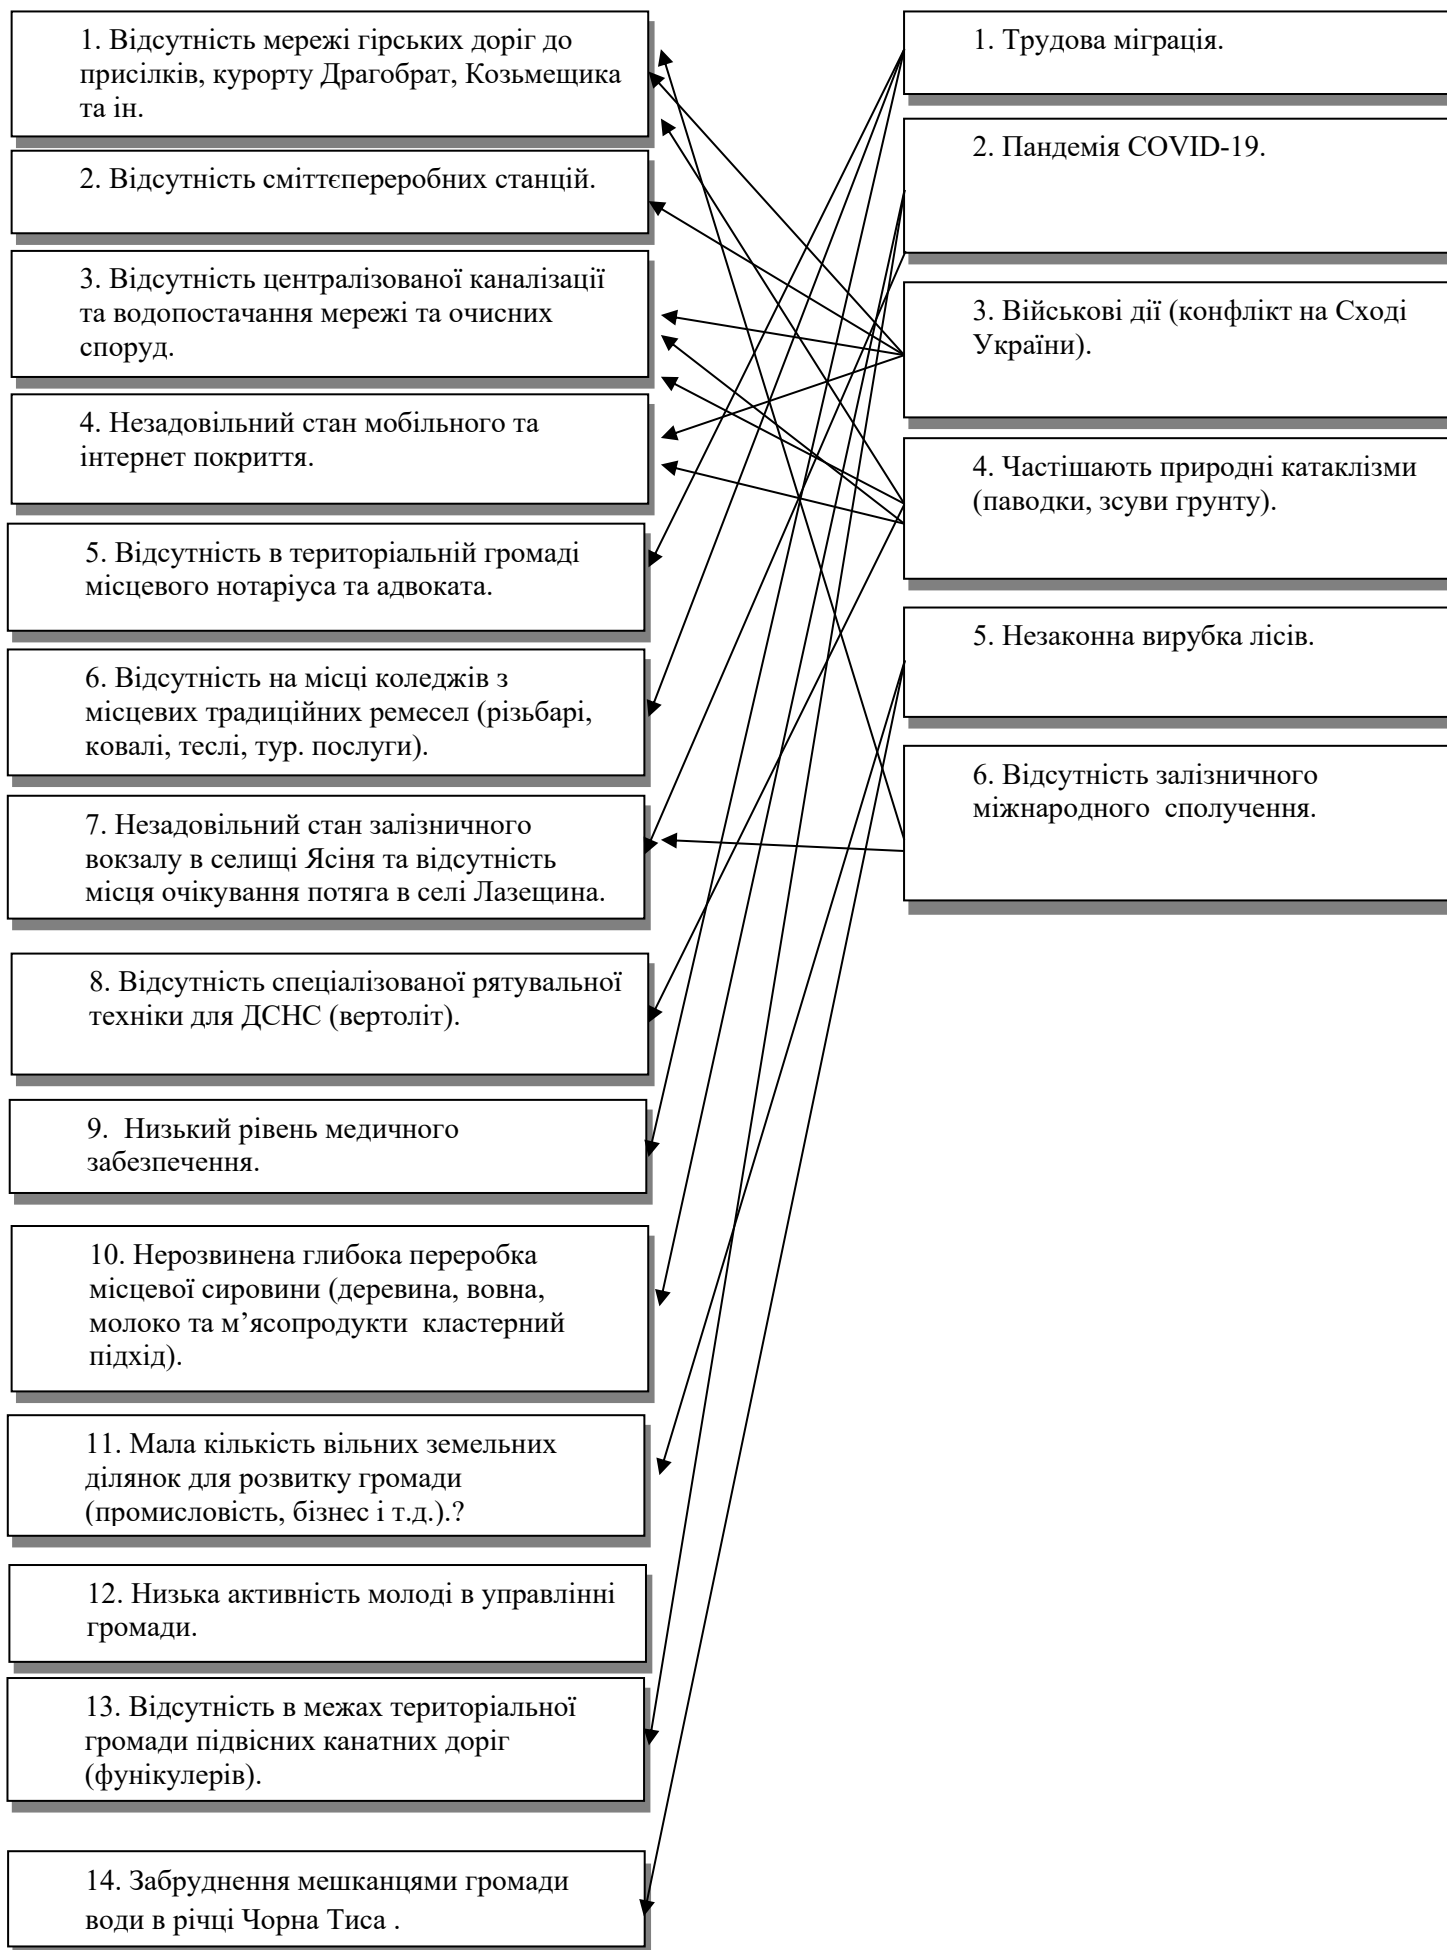 1. Відсутність мережі гірських доріг до
присілків, курорту Драгобрат, Козьмещика
та ін.
2. Відсутність сміттєпереробних станцій.
3. Відсутність централізованої каналізації
та водопостачання мережі та очисних
споруд.
4. Незадовільний стан мобільного та
інтернет покриття.
5. Відсутність в територіальній громаді
місцевого нотаріуса та адвоката.
6. Відсутність на місці коледжів з
місцевих традиційних ремесел (різьбарі,
ковалі, теслі, тур. послуги).
7. Незадовільний стан залізничного
вокзалу в селищі Ясіня та відсутність
місця очікування потяга в селі Лазещина.
8. Відсутність спеціалізованої рятувальної
техніки для ДСНС (вертоліт).
9.  Низький рівень медичного
забезпечення.
10. Нерозвинена глибока переробка
місцевої сировини (деревина, вовна,
молоко та м’ясопродукти  кластерний
підхід).
11. Мала кількість вільних земельних
ділянок для розвитку громади
(промисловість, бізнес і т.д.).?
12. Низька активність молоді в управлінні
громади.
13. Відсутність в межах територіальної
громади підвісних канатних доріг
(фунікулерів).
14. Забруднення мешканцями громади
води в річці Чорна Тиса .
1. Трудова міграція.
2. Пандемія COVID-19.
3. Військові дії (конфлікт на Сході
України).
4. Частішають природні катаклізми
(паводки, зсуви грунту).
5. Незаконна вирубка лісів.
6. Відсутність залізничного
міжнародного  сполучення.